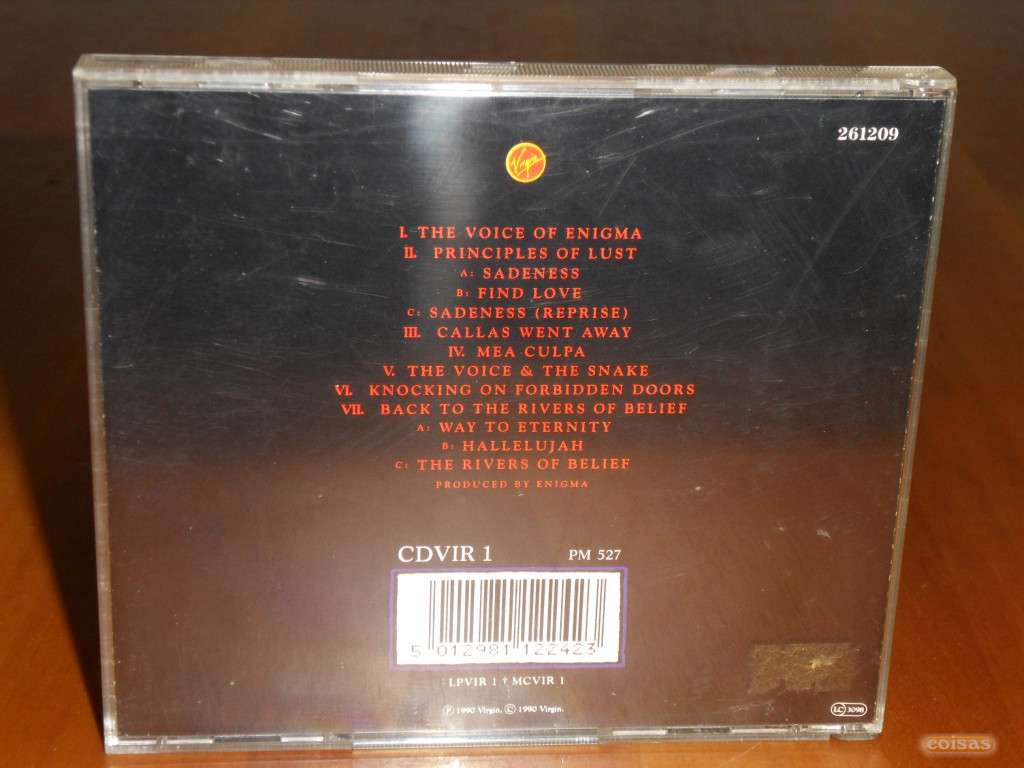 261209
Virgin
I. THE VOICE OF ENIGMA
II. PRINCIPLES OF LUST
A: SADENESS
B: FIND LOVE
C: SADENESS (REPRISE)
III. CALLAS WENT AWAY
IV. MEA CULPA
V. THE VOICE & THE SNAKE
VI. KNOCKING ON FORBIDDEN DOORS
VII. BACK TO THE RIVERS OF BELIEF
A: WAY TO ETERNITY
B: HALLELUJAH
C: THE RIVERS OF BELIEF
PRODUCED BY ENIGMA
CDVIR 1 PM 527
5 012981 122423
LPVIR 1 † MCVIR 1
℗ 1990 Virgin. © 1990 Virgin.
LC 3098
coisas